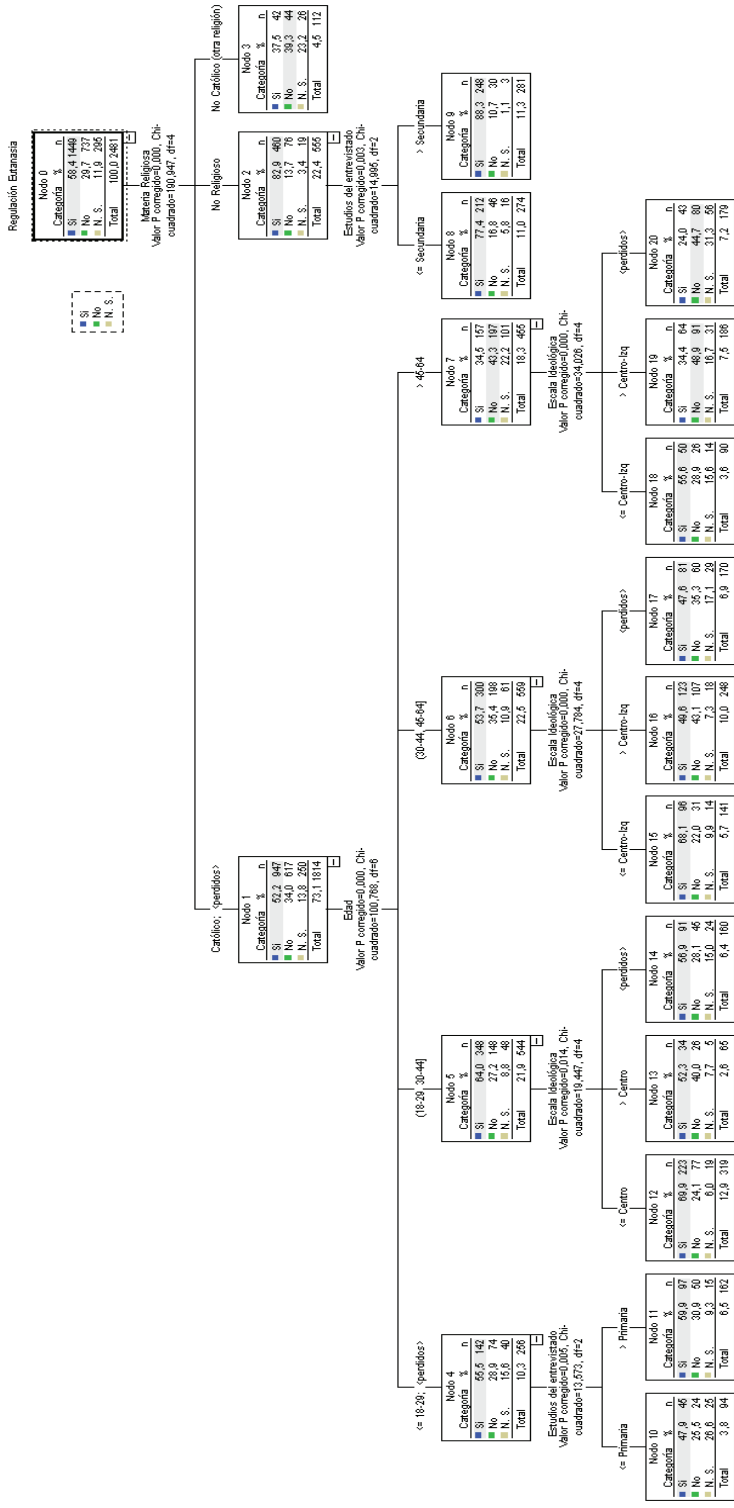 Regulación Eutanasia
Si
No
N. S.
Nodo 0
Categoría % n
Si 58,4 1449
No 29,7 737
N. S. 11,9 295
Total 100,0 2481
Materia Religiosa
Valor P corregido=0,000, Chi-
cuadrado=190,947, df=4
Católico; <perdidos>
Nodo 1
Categoría % n
Si 52,2 947
No 34,0 617
N. S. 13,8 250
Total 73,1 1814
Edad
Valor P corregido=0,000, Chi-
cuadrado=100,768, df=6
No Religioso
Nodo 2
Categoría % n
Si 82,9 460
No 13,7 76
N. S. 3,4 19
Total 22,4 555
Estudios del entrevistado
Valor P corregido=0,003, Chi-
cuadrado=14,995, df=2
No Católico (otra religión)
Nodo 3
Categoría % n
Si 37,5 42
No 39,3 44
N. S. 23,2 26
Total 4,5 112
<= 18-29; <perdidos>
Nodo 4
Categoría % n
Si 55,5 142
No 28,9 74
N. S. 15,6 40
Total 10,3 256
Estudios del entrevistado
Valor P corregido=0,005, Chi-
cuadrado=13,573, df=2
(18-29, 30-44]
Nodo 5
Categoría % n
Si 64,0 348
No 27,2 148
N. S. 8,8 48
Total 21,9 544
Escala Ideológica
Valor P corregido=0,014, Chi-
cuadrado=19,447, df=4
(30-44, 45-64]
Nodo 6
Categoría % n
Si 53,7 300
No 35,4 198
N. S. 10,9 61
Total 22,5 559
Escala Ideológica
Valor P corregido=0,000, Chi-
cuadrado=27,784, df=4
> 45-64
Nodo 7
Categoría % n
Si 34,5 157
No 43,3 197
N. S. 22,2 101
Total 18,3 455
Escala Ideológica
Valor P corregido=0,000, Chi-
cuadrado=34,026, df=4
<= Secundaria
Nodo 8
Categoría % n
Si 77,4 212
No 16,8 46
N. S. 5,8 16
Total 11,0 274
> Secundaria
Nodo 9
Categoría % n
Si 88,3 248
No 10,7 30
N. S. 1,1 3
Total 11,3 281
<= Primaria
Nodo 10
Categoría % n
Si 47,9 45
No 25,5 24
N. S. 26,6 25
Total 3,8 94
> Primaria
Nodo 11
Categoría % n
Si 59,9 97
No 30,9 50
N. S. 9,3 15
Total 6,5 162
<= Centro
Nodo 12
Categoría % n
Si 69,9 223
No 24,1 77
N. S. 6,0 19
Total 12,9 319
> Centro
Nodo 13
Categoría % n
Si 52,3 34
No 40,0 26
N. S. 7,7 5
Total 2,6 65
<perdidos>
Nodo 14
Categoría % n
Si 56,9 91
No 28,1 45
N. S. 15,0 24
Total 6,4 160
<= Centro-Izq
Nodo 15
Categoría % n
Si 68,1 96
No 22,0 31
N. S. 9,9 14
Total 5,7 141
> Centro-Izq
Nodo 16
Categoría % n
Si 49,6 123
No 43,1 107
N. S. 7,3 18
Total 10,0 248
<perdidos>
Nodo 17
Categoría % n
Si 47,6 81
No 35,3 60
N. S. 17,1 29
Total 6,9 170
<= Centro-Izq
Nodo 18
Categoría % n
Si 55,6 50
No 28,9 26
N. S. 15,6 14
Total 3,6 90
> Centro-Izq
Nodo 19
Categoría % n
Si 34,4 64
No 48,9 91
N. S. 16,7 31
Total 7,5 186
<perdidos>
Nodo 20
Categoría % n
Si 24,0 43
No 44,7 80
N. S. 31,3 56
Total 7,2 179